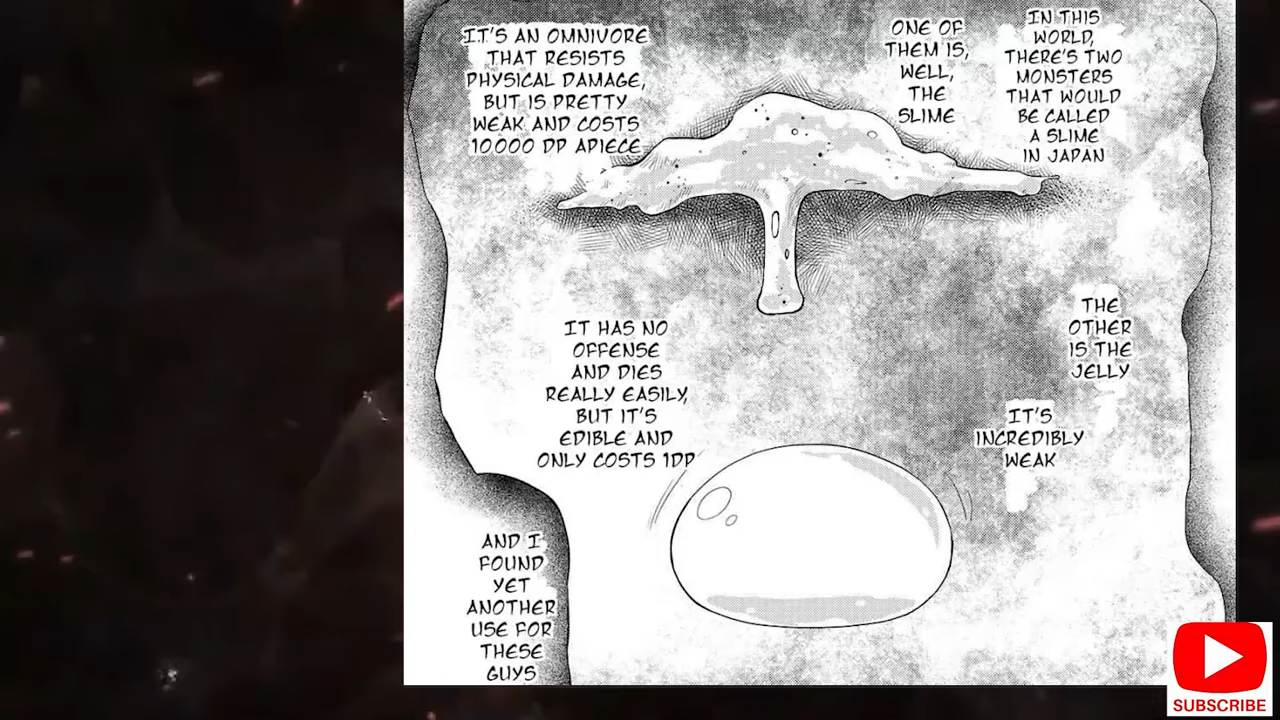 IN THIS
WORLD,
THERE'S TWO
MONSTERS
THAT WOULD
BE CALLED
A SLIME
IN JAPAN
ONE OF
THEM IS,
WELL,
THE
SLIME
IT'S AN OMNIVORE
THAT RESISTS
PHYSICAL DAMAGE,
BUT IS PRETTY
WEAK AND COSTS
10,000 DP APIECE
THE
OTHER
IS THE
JELLY
IT'S
INCREDIBLY
WEAK
IT HAS NO
OFFENSE
AND DIES
REALLY EASILY,
BUT IT'S
EDIBLE AND
ONLY COSTS 1DP
AND I
FOUND
YET
ANOTHER
USE FOR
THESE
GUYS
SUBSCRIBE